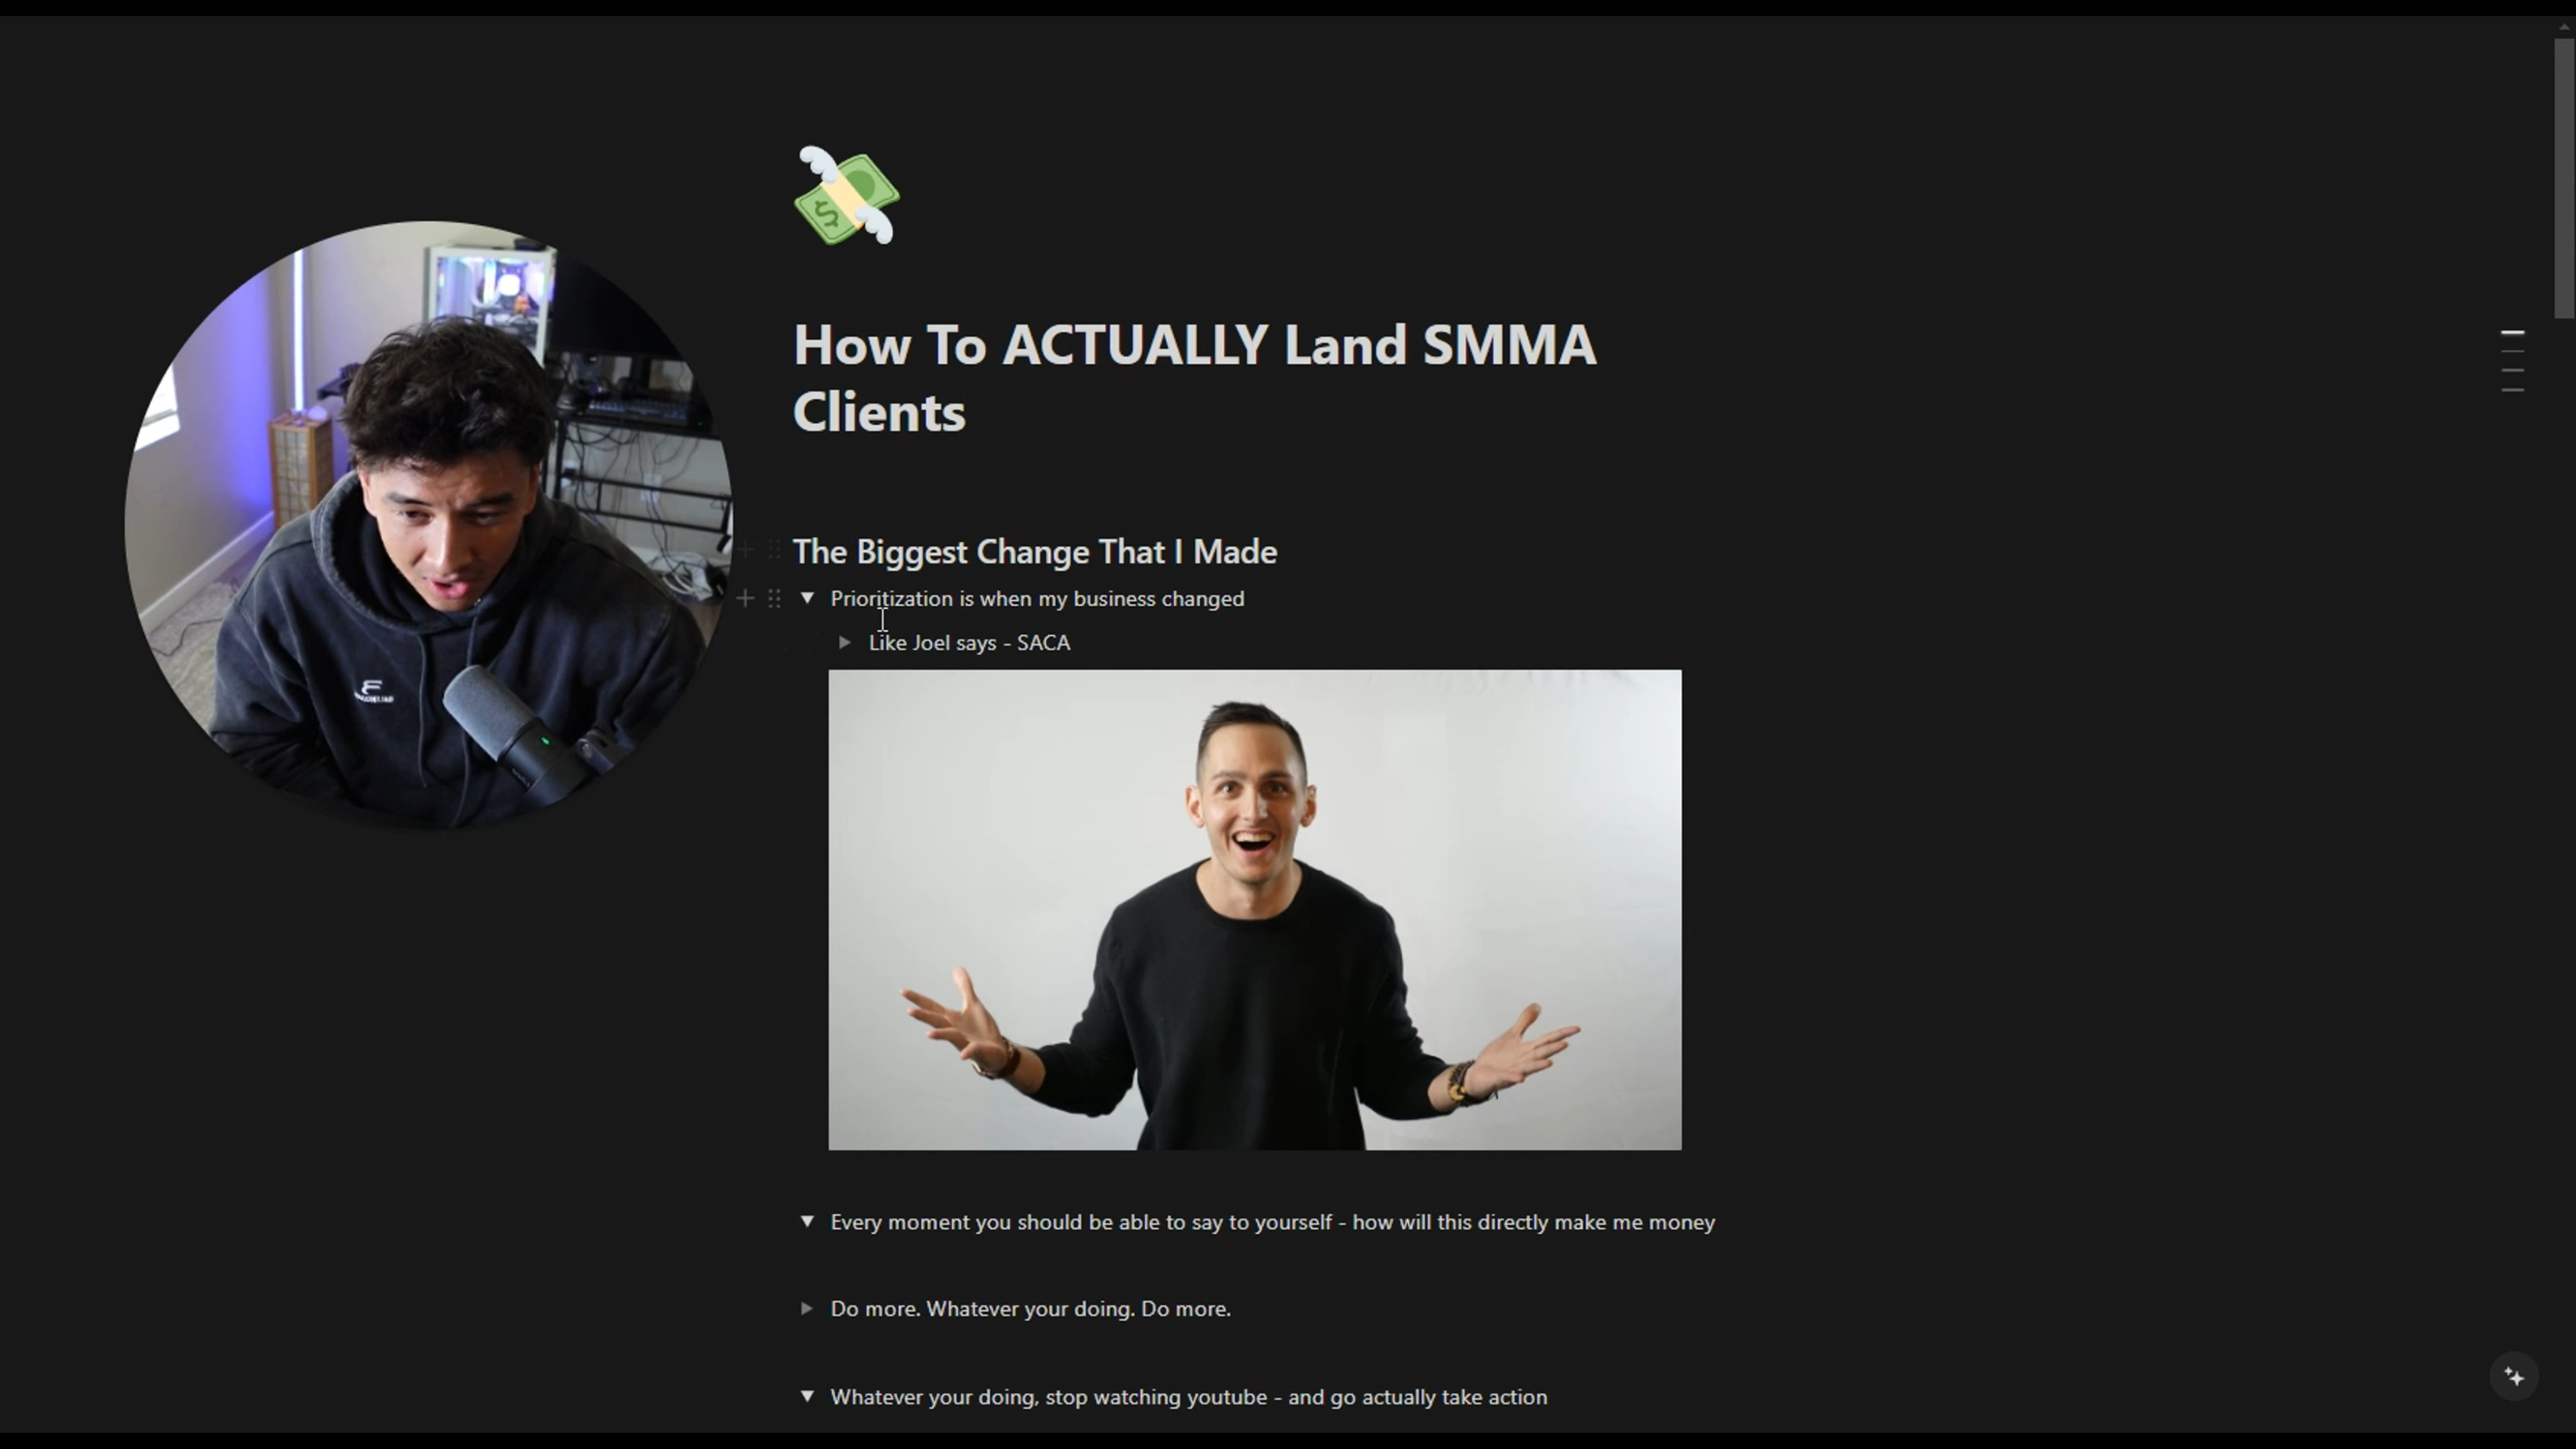 How To ACTUALLY Land SMMA
Clients
The Biggest Change That I Made
Prioritization is when my business changed
Like Joel says - SACA
Every moment you should be able to say to yourself - how will this directly make me money
Do more. Whatever your doing. Do more.
Whatever your doing, stop watching youtube - and go actually take action